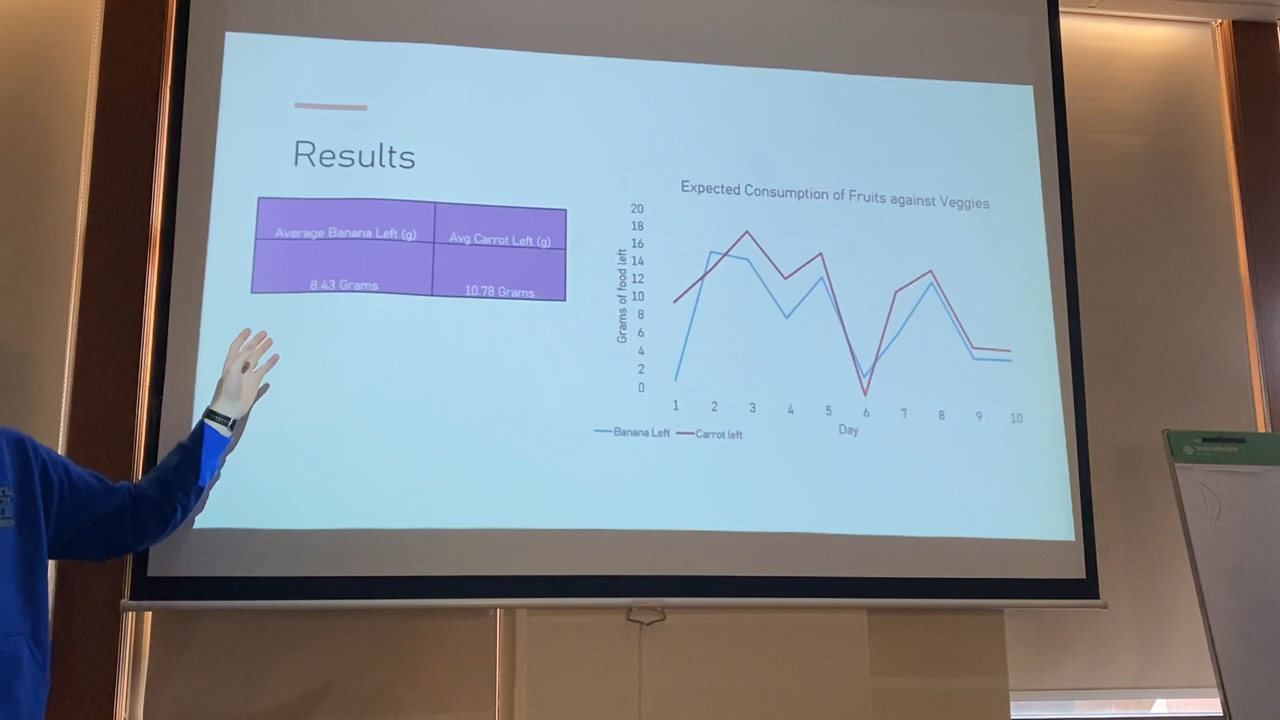 Results
Average Banana Left (g)
Avg Carrot Left (g)
8.43 Grams
10.78 Grams
Expected Consumption of Fruits against Veggies
Grams of food left
20
18
16
14
12
10
8
6
4
2
0
1 2 3 4 5 6 7 8 9 10
Day
Banana Left Carrot left